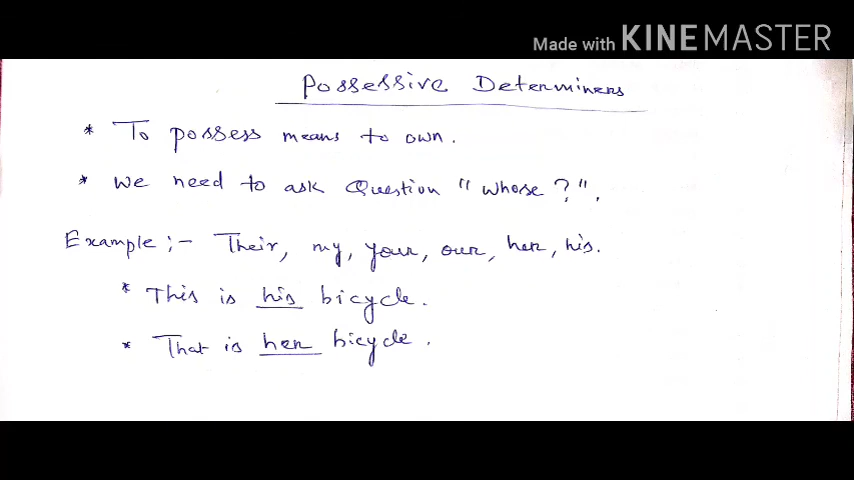 Made with KINEMASTER
Possessive Determiners
* To possess means to own.
* We need to ask Question "Whose?".
Example :- Their, my, your, our, her, his.
* This is his bicycle.
* That is her bicycle.